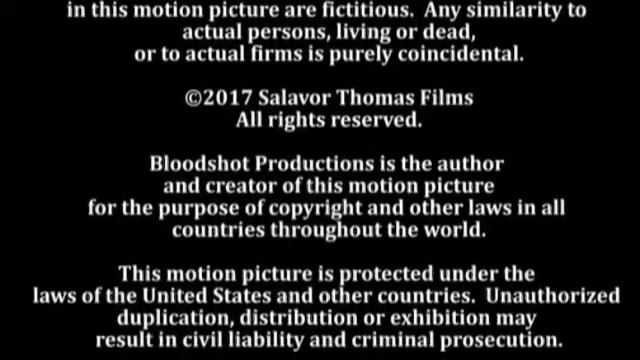 in this motion picture are fictitious.  Any similarity to
actual persons, living or dead,
or to actual firms is purely coincidental.
©2017 Salavor Thomas Films
All rights reserved.
Bloodshot Productions is the author
and creator of this motion picture
for the purpose of copyright and other laws in all
countries throughout the world.
This motion picture is protected under the
laws of the United States and other countries.  Unauthorized
duplication, distribution or exhibition may
result in civil liability and criminal prosecution.